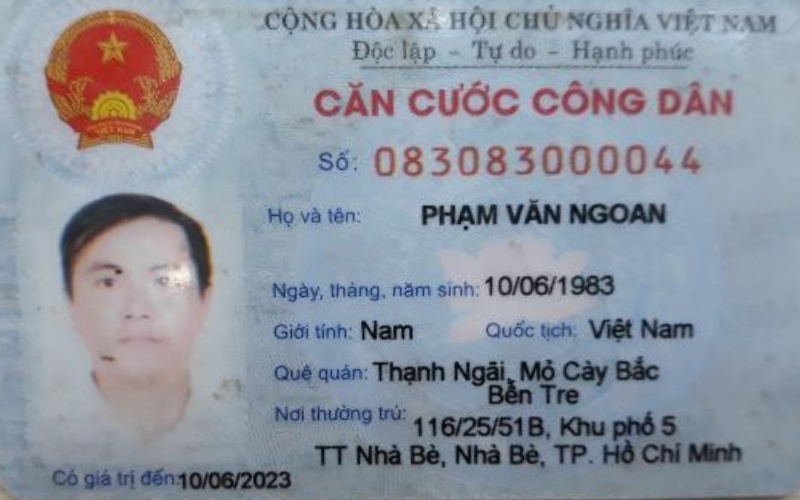 CỘNG HÒA XÃ HỘI CHỦ NGHĨA VIỆT NAM
Độc lập - Tự do - Hạnh phúc
CĂN CƯỚC CÔNG DÂN
Số: 083083000044
Họ và tên: PHẠM VĂN NGOAN
Ngày, tháng, năm sinh: 10/06/1983
Giới tính: Nam Quốc tịch: Việt Nam
Quê quán: Thạnh Ngãi, Mỏ Cày Bắc
Bến Tre
Nơi thường trú: 116/25/51B, Khu phố 5
TT Nhà Bè, Nhà Bè, TP. Hồ Chí Minh
Có giá trị đến: 10/06/2023
VIỆT NAM